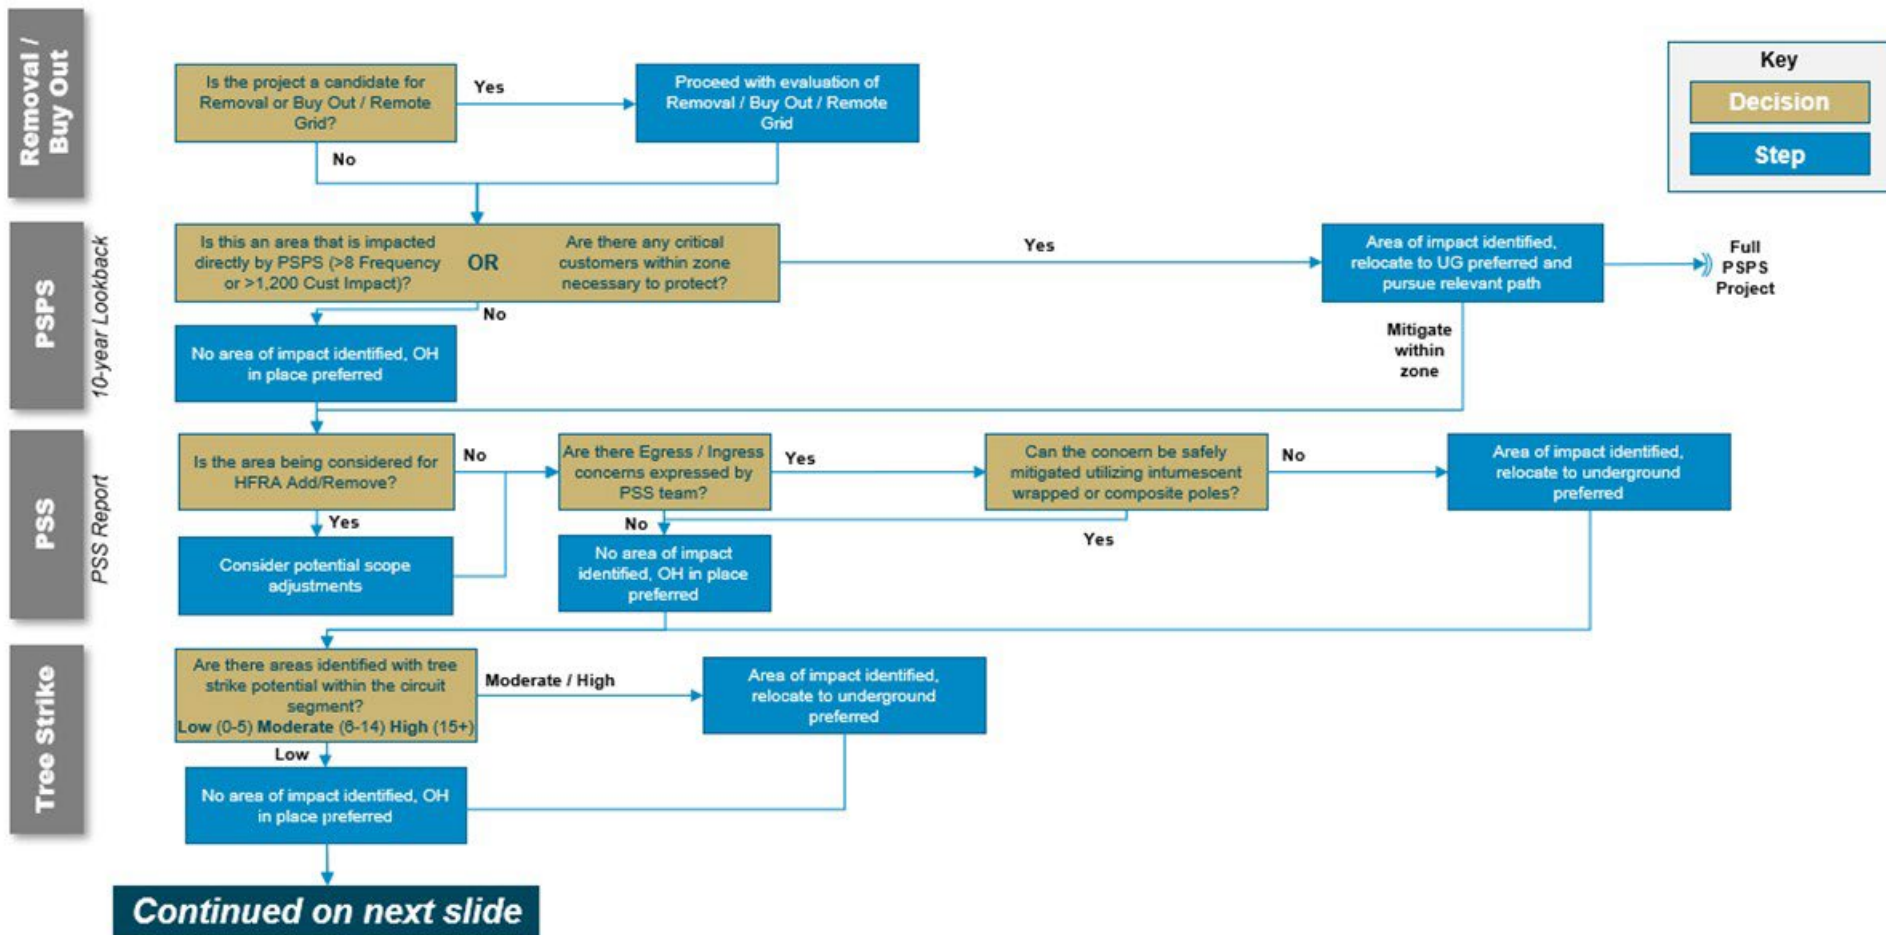 Removal /
Buy Out
Is the project a candidate for
Removal or Buy Out / Remote
Grid?
Yes
Proceed with evaluation of
Removal / Buy Out / Remote
Grid
No
Key
Decision
Step
PSPS
10-year Lookback
Is this an area that is impacted
directly by PSPS (>8 Frequency
or >1,200 Cust Impact)?
OR
Are there any critical
customers within zone
necessary to protect?
Yes
Area of impact identified,
relocate to UG preferred and
pursue relevant path
Full
PSPS
Project
No
No area of impact identified, OH
in place preferred
Mitigate
within
zone
PSS
PSS Report
Is the area being considered for
HFRA Add/Remove?
No
Are there Egress / Ingress
concerns expressed by
PSS team?
Yes
Can the concern be safely
mitigated utilizing intumescent
wrapped or composite poles?
No
Area of impact identified,
relocate to underground
preferred
Yes
Consider potential scope
adjustments
No
No area of impact
identified, OH in place
preferred
Yes
Tree Strike
Are there areas identified with tree
strike potential within the circuit
segment?
Low (0-5) Moderate (6-14) High (15+)
Moderate / High
Area of impact identified,
relocate to underground
preferred
Low
No area of impact identified, OH
in place preferred
Continued on next slide